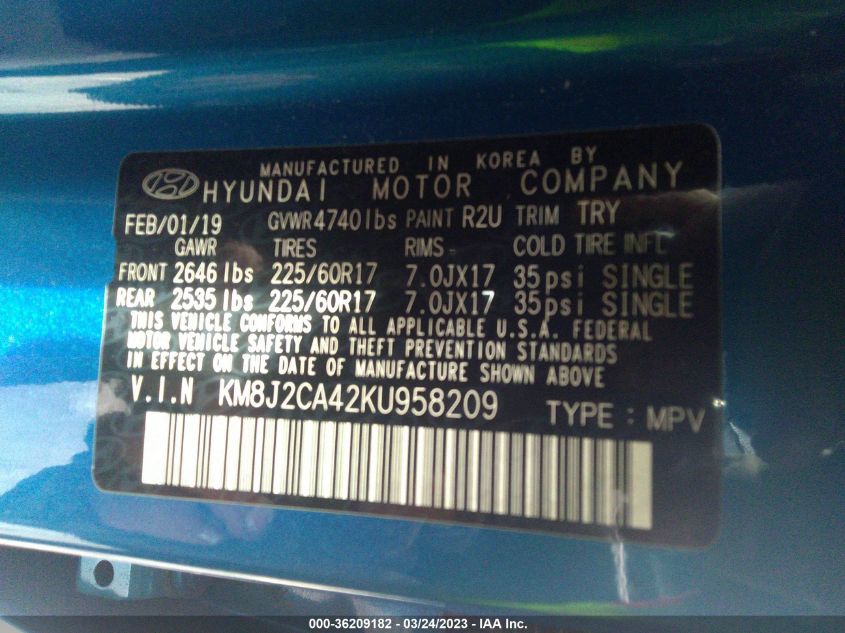 MANUFACTURED IN KOREA BY
HYUNDAI MOTOR COMPANY
FEB/01/19 GVWR 4740 lbs PAINT R2U TRIM TRY
GAWR TIRES RIMS COLD TIRE INFL
FRONT 2646 lbs 225/60R17 7.0JX17 35psi SINGLE
REAR 2535 lbs 225/60R17 7.0JX17 35psi SINGLE
THIS VEHICLE CONFORMS TO ALL APPLICABLE U.S.A. FEDERAL
MOTOR VEHICLE SAFETY AND THEFT PREVENTION STANDARDS
IN EFFECT ON THE DATE OF MANUFACTURE SHOWN ABOVE
V.I.N KM8J2CA42KU958209 TYPE : MPV
000-36209182 - 03/24/2023 - IAA Inc.